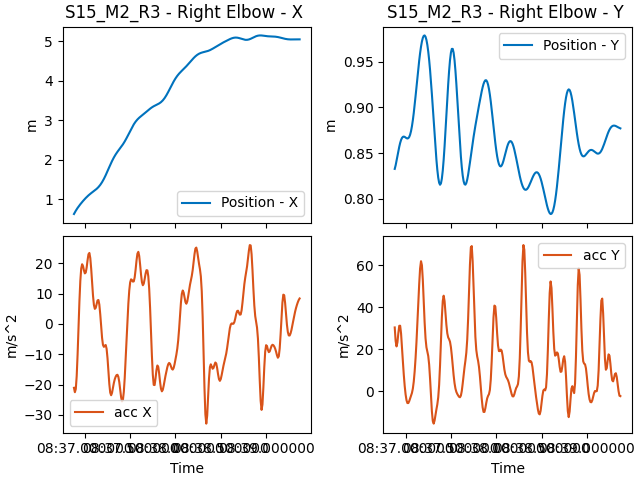 S15_M2_R3 - Right Elbow - X
S15_M2_R3 - Right Elbow - Y
5
4
3
2
1
m
Position - X
0.95
0.90
0.85
0.80
m
Position - Y
20
10
0
−10
−20
−30
m/s^2
acc X
Time
60
40
20
0
m/s^2
acc Y
Time